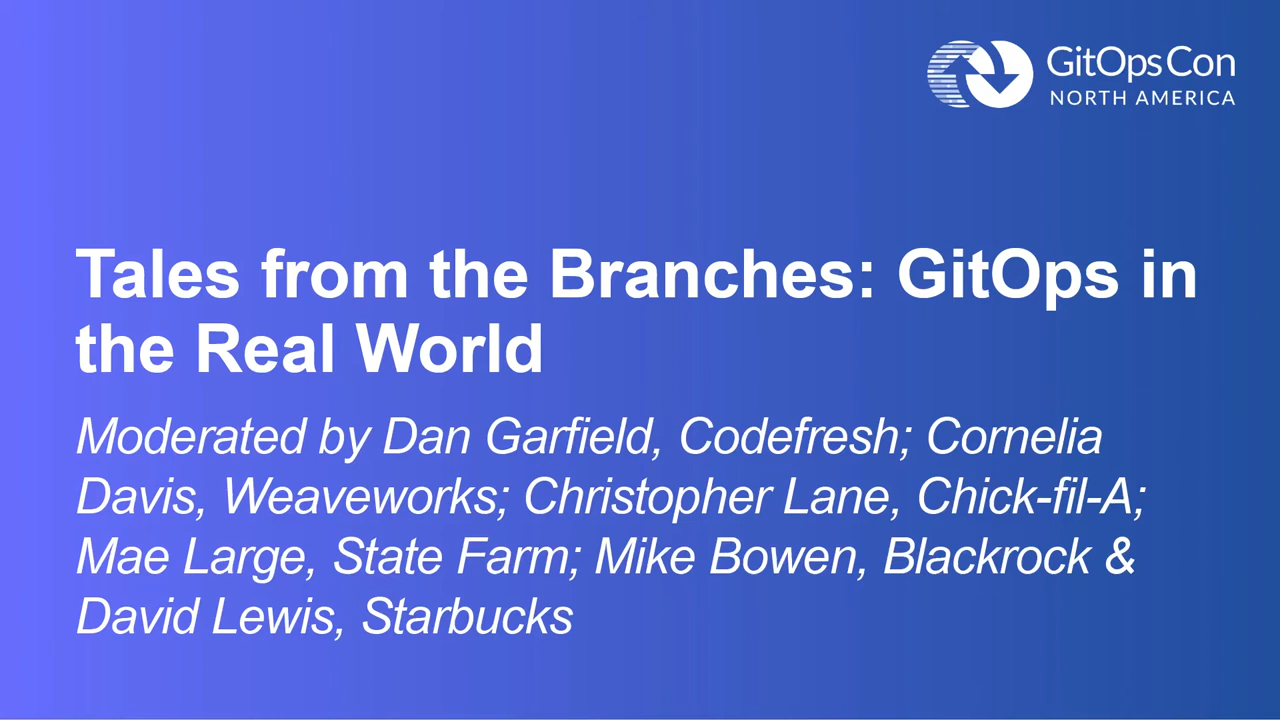 GitOpsCon
NORTH AMERICA
Tales from the Branches: GitOps in
the Real World
Moderated by Dan Garfield, Codefresh; Cornelia
Davis, Weaveworks; Christopher Lane, Chick-fil-A;
Mae Large, State Farm; Mike Bowen, Blackrock &
David Lewis, Starbucks